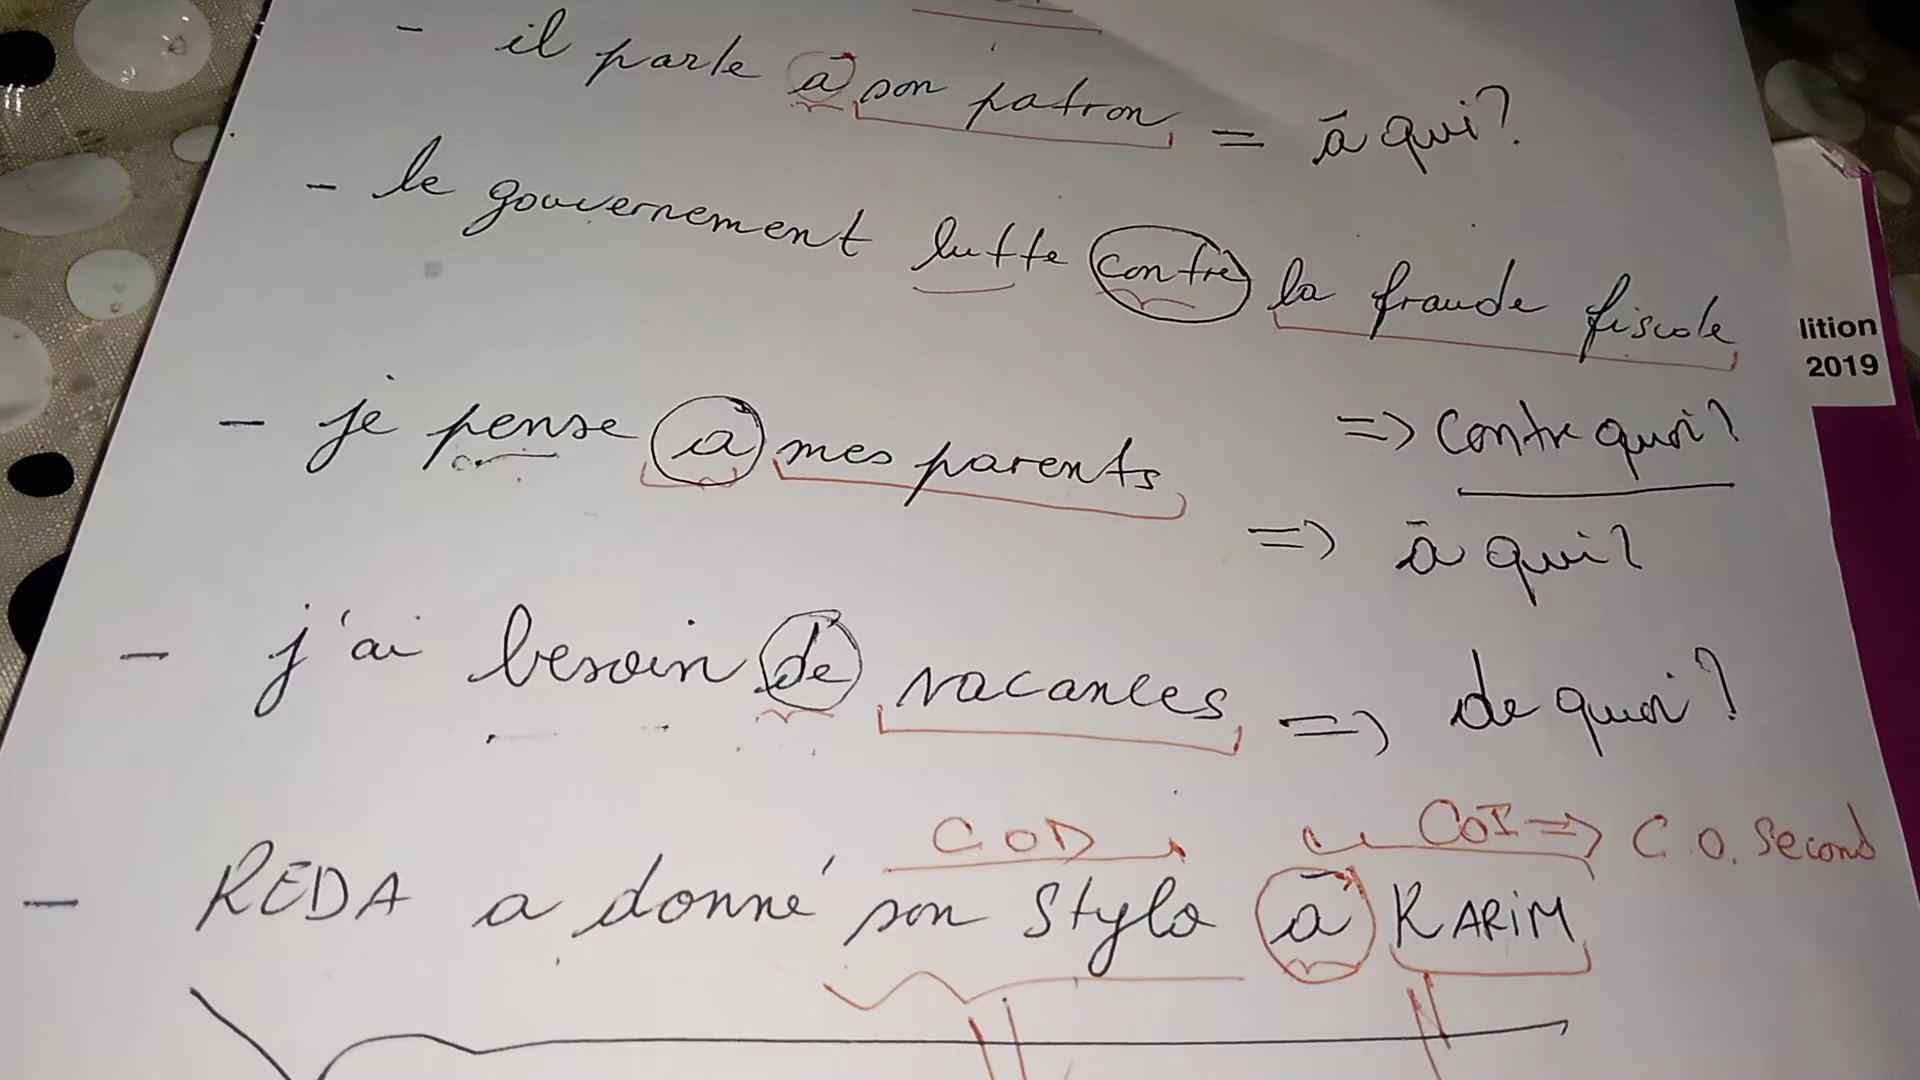 - il parle à son patron = à qui?
- le gouvernement lutte contre la fraude fiscale
=> contre quoi?
- je pense à mes parents
=> à qui?
- j'ai besoin de vacances => de quoi?
COD COI => C.O. Second
- REDA a donné son Stylo à KARIM
lition
2019